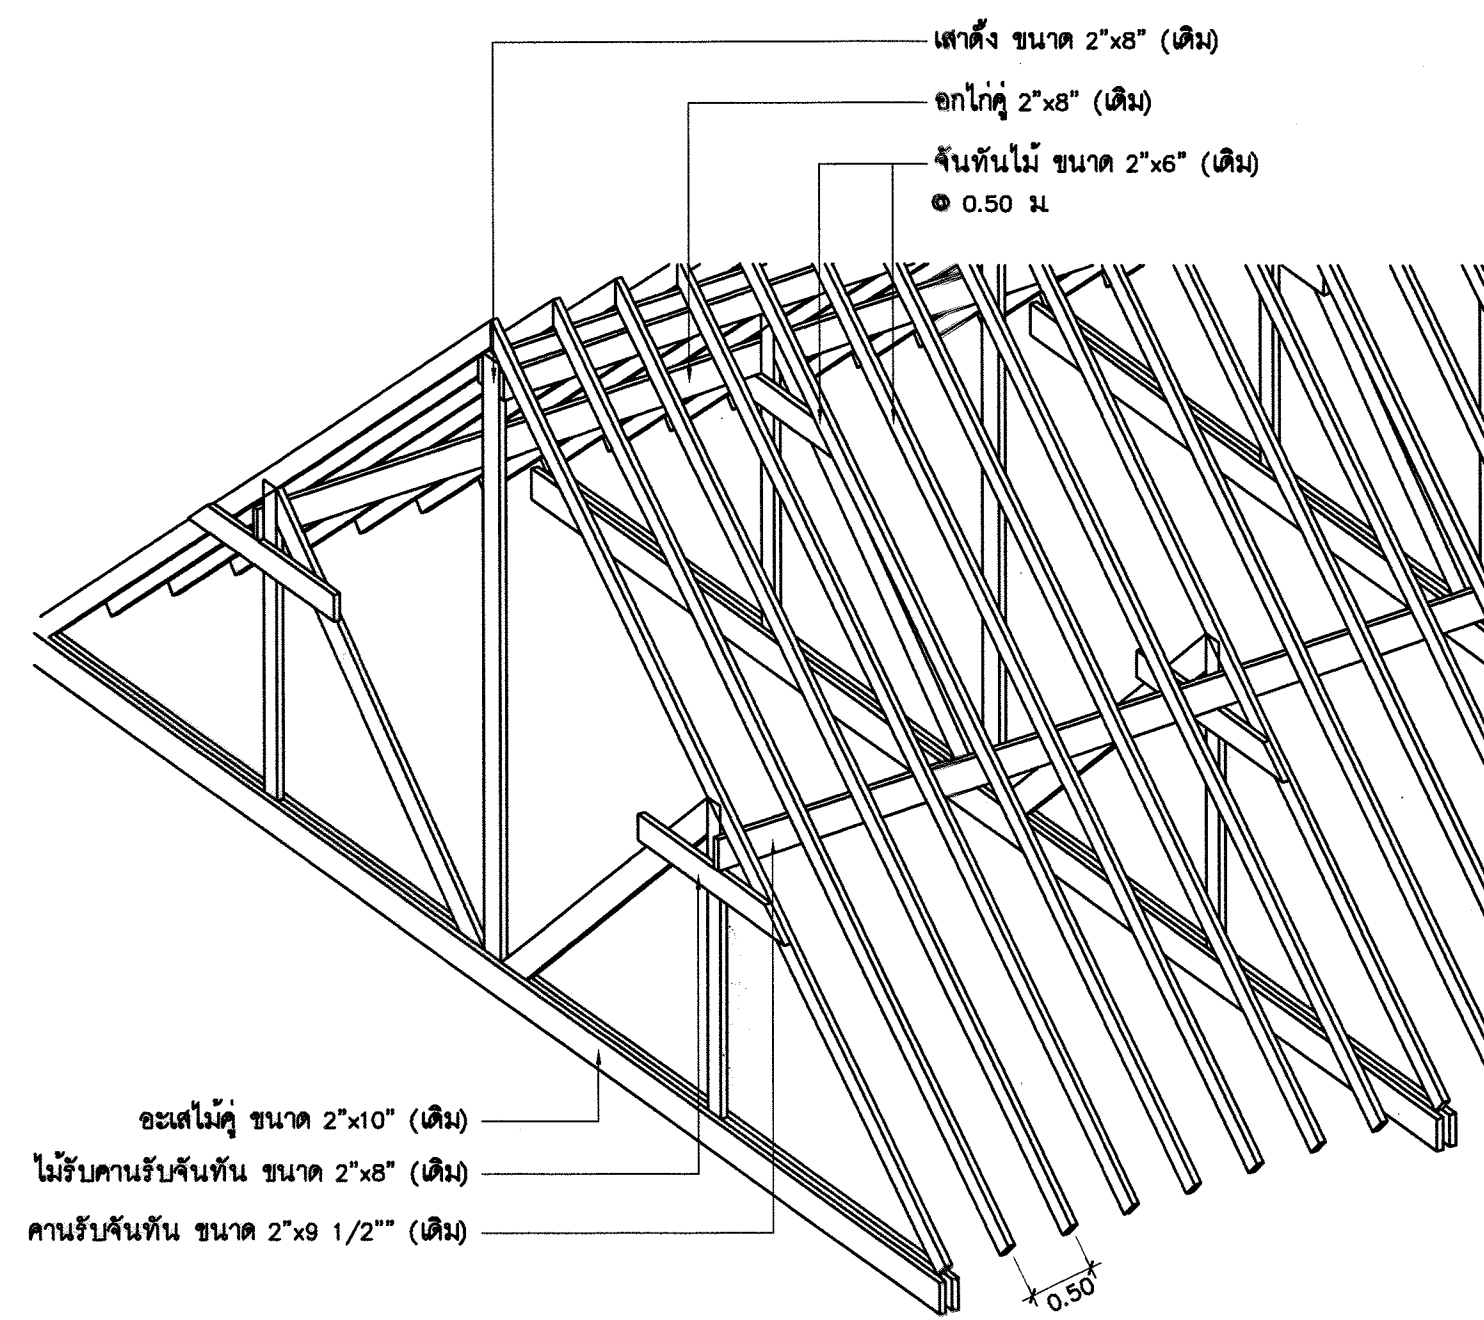 เสาดั้ง ขนาด 2"x8" (เดิม)
อกไก่คู่ 2"x8" (เดิม)
จันทันไม้ ขนาด 2"x6" (เดิม)
@ 0.50 ม.
อะเสไม้คู่ ขนาด 2"x10" (เดิม)
ไม้รับคานรับจันทัน ขนาด 2"x8" (เดิม)
คานรับจันทัน ขนาด 2"x9 1/2"" (เดิม)
0.50